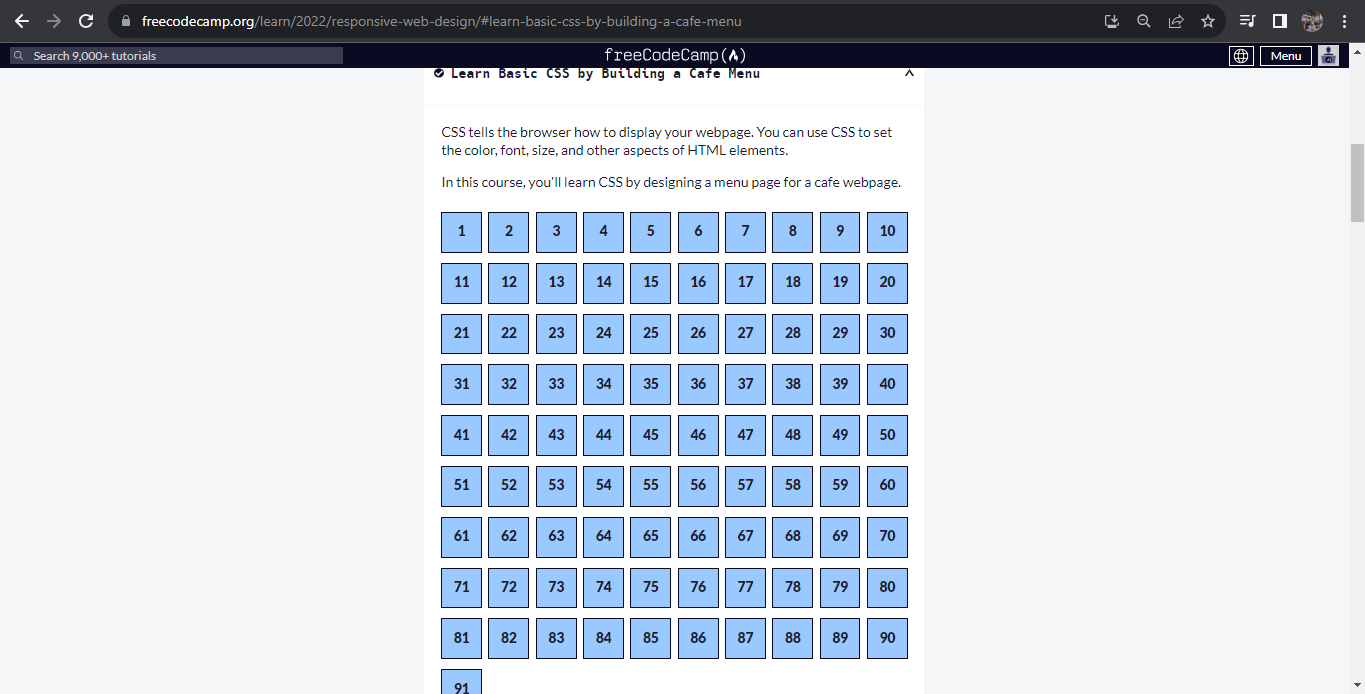 freecodecamp.org/learn/2022/responsive-web-design/#learn-basic-css-by-building-a-cafe-menu
Search 9,000+ tutorials
freeCodeCamp
Menu
Learn Basic CSS by Building a Cafe Menu
CSS tells the browser how to display your webpage. You can use CSS to set
the color, font, size, and other aspects of HTML elements.
In this course, you'll learn CSS by designing a menu page for a cafe webpage.
1 2 3 4 5 6 7 8 9 10
11 12 13 14 15 16 17 18 19 20
21 22 23 24 25 26 27 28 29 30
31 32 33 34 35 36 37 38 39 40
41 42 43 44 45 46 47 48 49 50
51 52 53 54 55 56 57 58 59 60
61 62 63 64 65 66 67 68 69 70
71 72 73 74 75 76 77 78 79 80
81 82 83 84 85 86 87 88 89 90
91